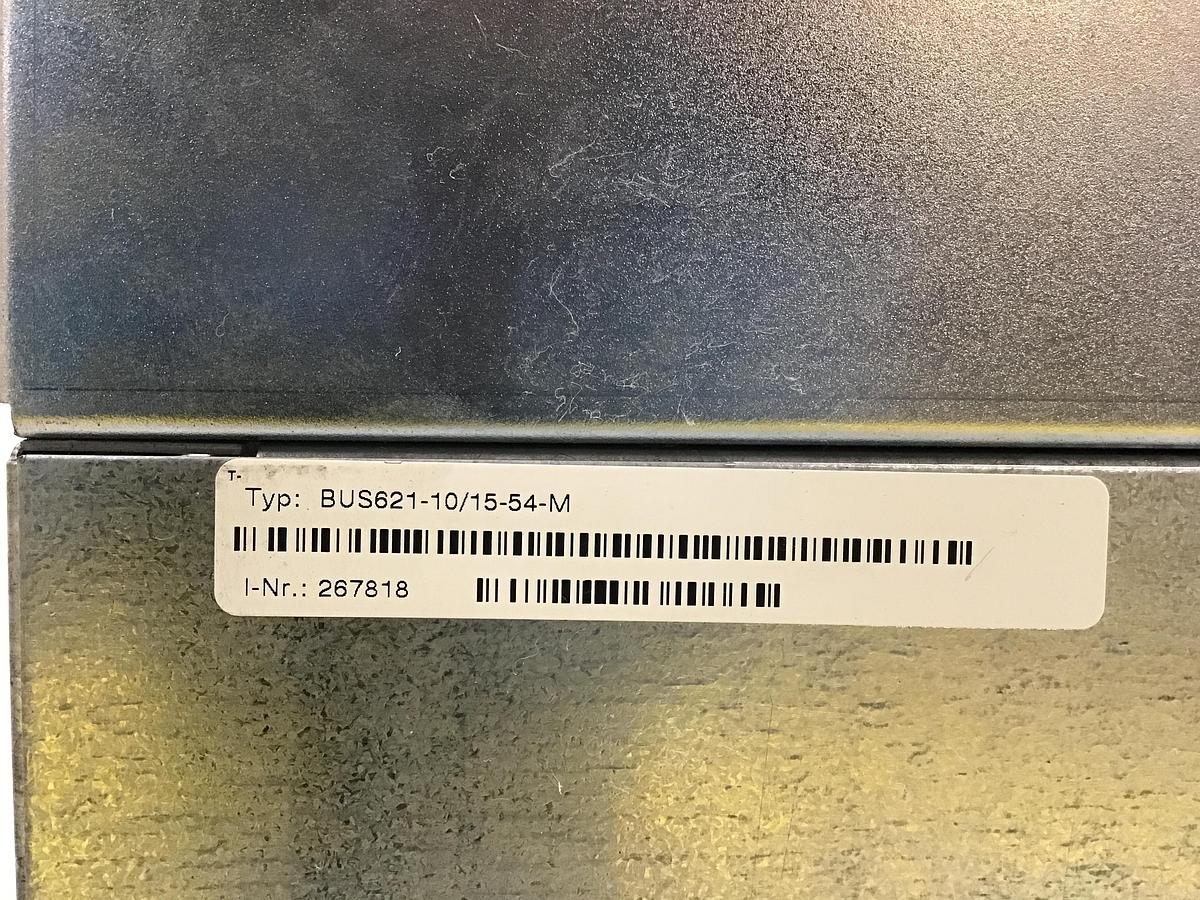 T-
Typ: BUS621-10/15-54-M
I-Nr.: 267818